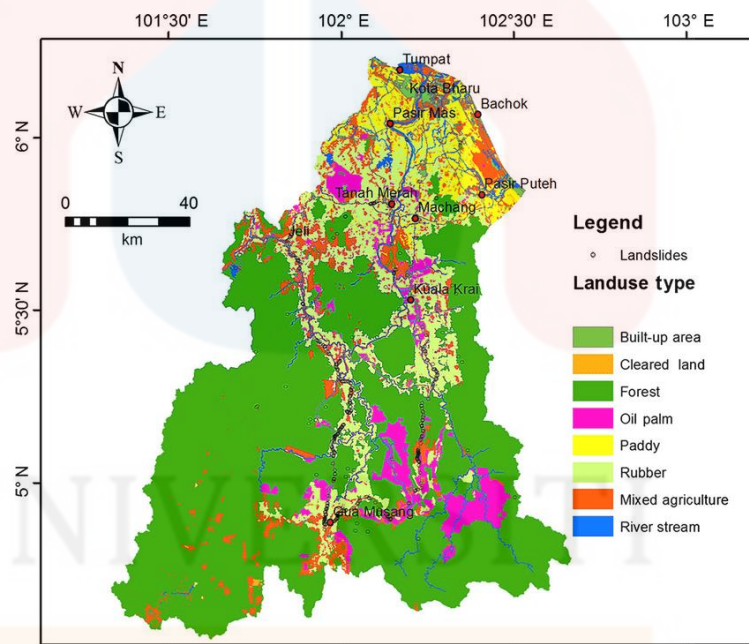 101°30' E
102° E
102°30' E
103° E
N
W E
S
6° N
5°30' N
5° N
0 40
km
Tumpat
Kota Bharu
Bachok
Pasir Mas
Pasir Puteh
Tanah Merah
Machang
Jeli
Kuala Krai
Gua Musang
Legend
Landslides
Landuse type
Built-up area
Cleared land
Forest
Oil palm
Paddy
Rubber
Mixed agriculture
River stream
NIVERSITI